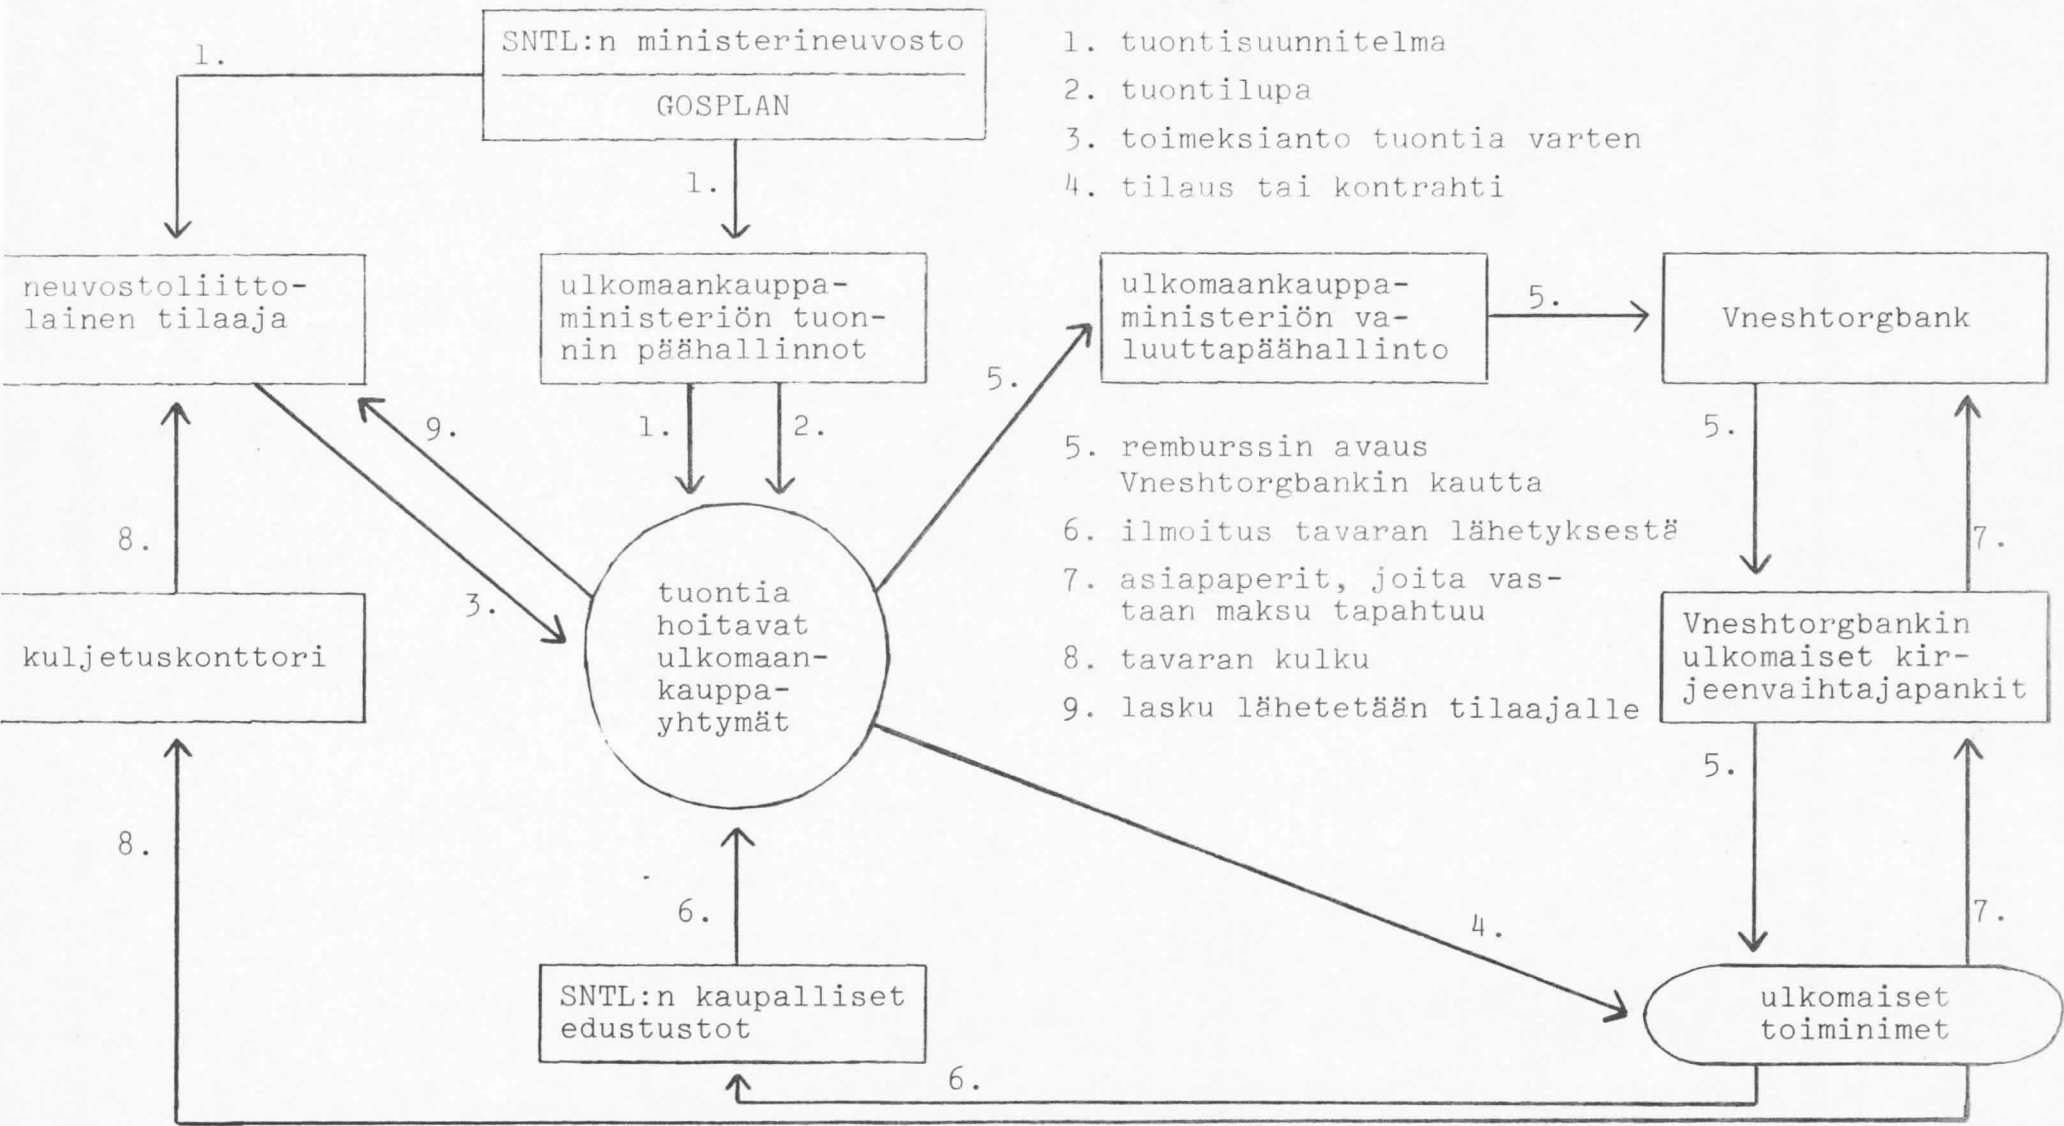 1.
SNTL:n ministerineuvosto
GOSPLAN
1.
1. tuontisuunnitelma
2. tuontilupa
3. toimeksianto tuontia varten
4. tilaus tai kontrahti
neuvostoliitto-
lainen tilaaja
ulkomaankauppa-
ministeriön tuon-
nin päähallinnot
ulkomaankauppa-
ministeriön va-
luuttapäähallinto
5.
Vneshtorgbank
9.
1.
2.
5.
5.
8.
3.
5. remburssin avaus
Vneshtorgbankin kautta
6. ilmoitus tavaran lähetyksestä
7. asiapaperit, joita vas-
taan maksu tapahtuu
8. tavaran kulku
9. lasku lähetetään tilaajalle
7.
kuljetuskonttori
tuontia
hoitavat
ulkomaan-
kauppa-
yhtymät
Vneshtorgbankin
ulkomaiset kir-
jeenvaihtajapankit
5.
8.
6.
4.
7.
SNTL:n kaupalliset
edustustot
ulkomaiset
toiminimet
6.